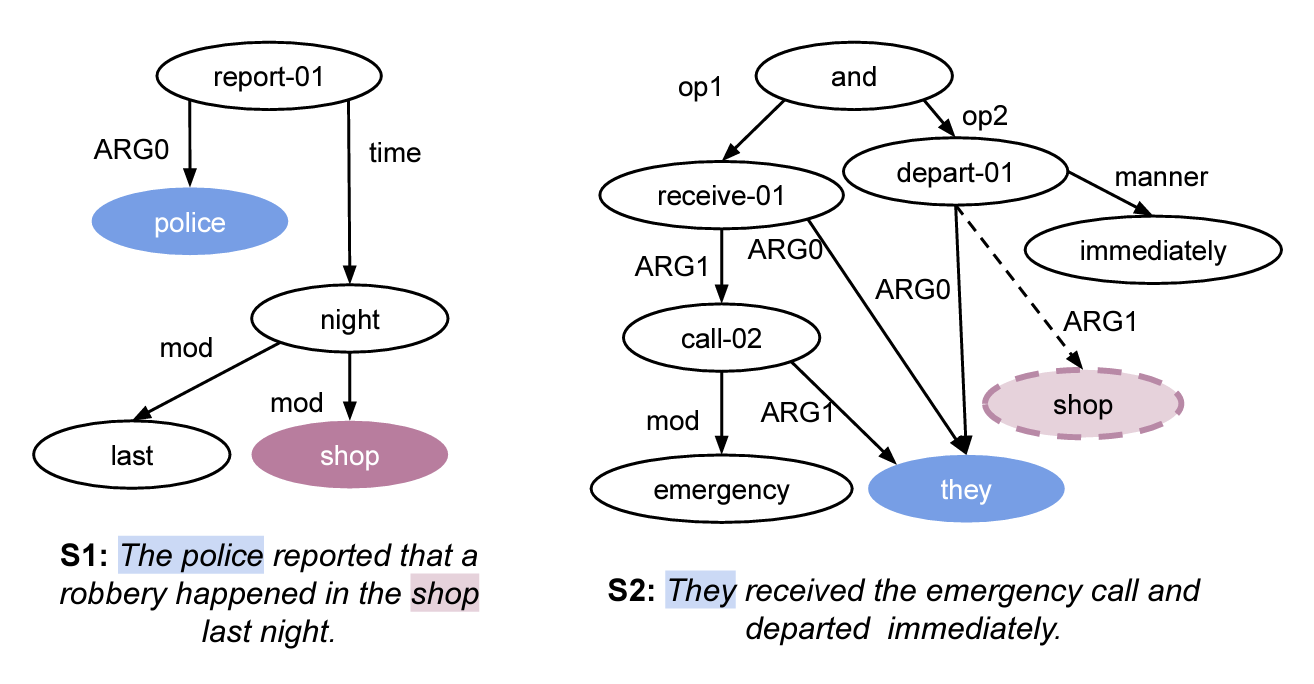 report-01
ARG0
time
police
night
mod
mod
last
shop
S1: The police reported that a
robbery happened in the shop
last night.
and
op1
op2
receive-01
depart-01
manner
immediately
ARG1
ARG0
ARG0
ARG1
call-02
shop
mod
ARG1
emergency
they
S2: They received the emergency call and
departed immediately.